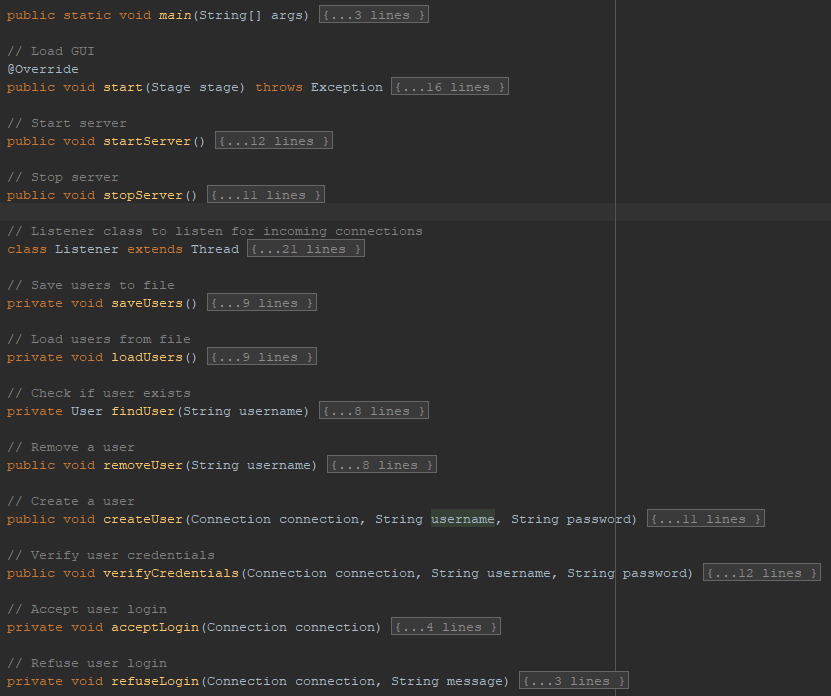 public static void main(String[] args) {...3 lines }
// Load GUI
@Override
public void start(Stage stage) throws Exception {...16 lines }
// Start server
public void startServer() {...12 lines }
// Stop server
public void stopServer() {...11 lines }
// Listener class to listen for incoming connections
class Listener extends Thread {...21 lines }
// Save users to file
private void saveUsers() {...9 lines }
// Load users from file
private void loadUsers() {...9 lines }
// Check if user exists
private User findUser(String username) {...8 lines }
// Remove a user
public void removeUser(String username) {...8 lines }
// Create a user
public void createUser(Connection connection, String username, String password) {...11 lines }
// Verify user credentials
public void verifyCredentials(Connection connection, String username, String password) {...12 lines }
// Accept user login
private void acceptLogin(Connection connection) {...4 lines }
// Refuse user login
private void refuseLogin(Connection connection, String message) {...3 lines }